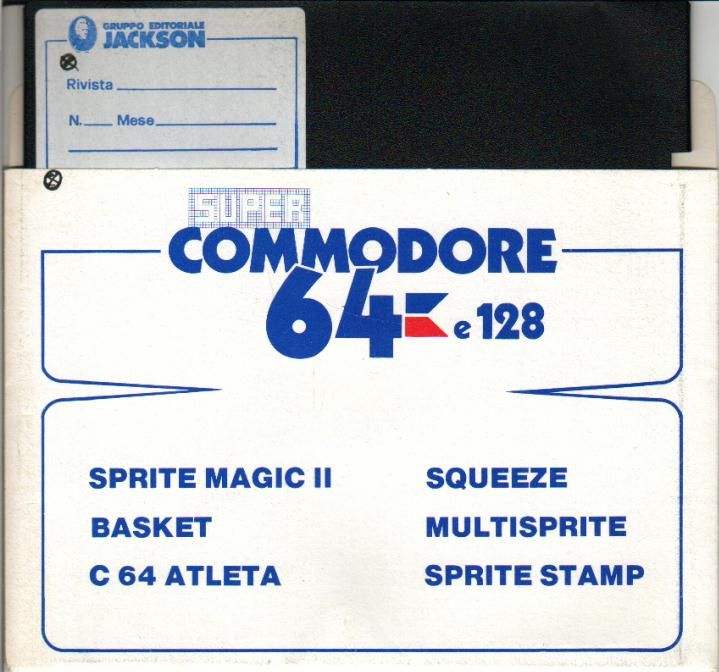 GRUPPO EDITORIALE
JACKSON
Rivista
N. Mese
SUPER
COMMODORE
64 e 128
SPRITE MAGIC II
BASKET
C 64 ATLETA
SQUEEZE
MULTISPRITE
SPRITE STAMP